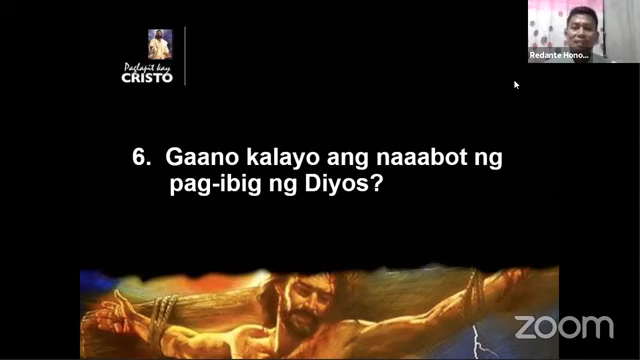 Redante Hono...
Paglapit kay
CRISTO
6. Gaano kalayo ang naaabot ng
pag-ibig ng Diyos?
zoom